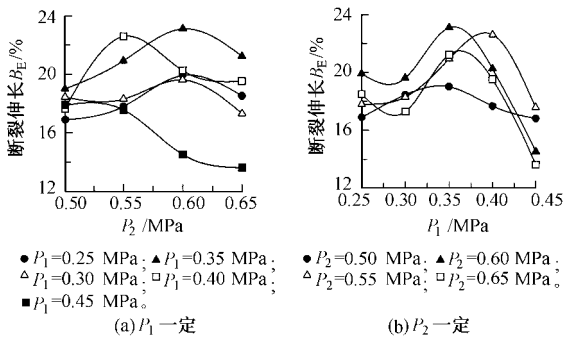 断裂伸长B_E/%
24
20
16
12
0.50 0.55 0.60 0.65
P₂/MPa
● P₁=0.25 MPa; ▲ P₁=0.35 MPa;
△ P₁=0.30 MPa; □ P₁=0.40 MPa;
■ P₁=0.45 MPa。
(a) P₁一定
断裂伸长B_E/%
24
20
16
12
0.25 0.30 0.35 0.40 0.45
P₁/MPa
● P₂=0.50 MPa; ▲ P₂=0.60 MPa;
△ P₂=0.55 MPa; □ P₂=0.65 MPa。
(b) P₂一定